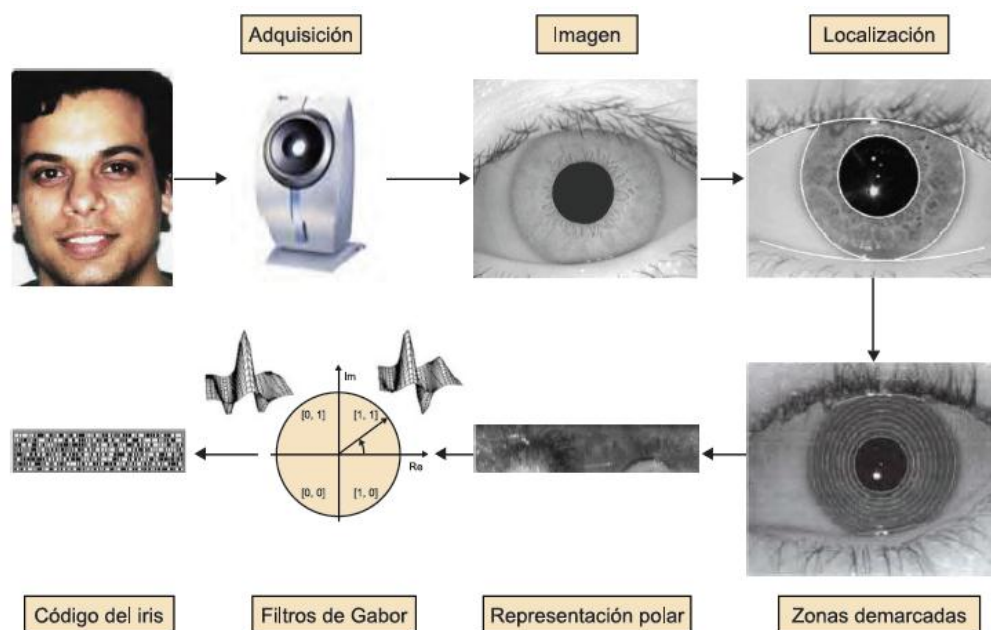 Adquisición
Imagen
Localización
Im
[0, 1]
[1, 1]
Re
[0, 0]
[1, 0]
Código del iris
Filtros de Gabor
Representación polar
Zonas demarcadas